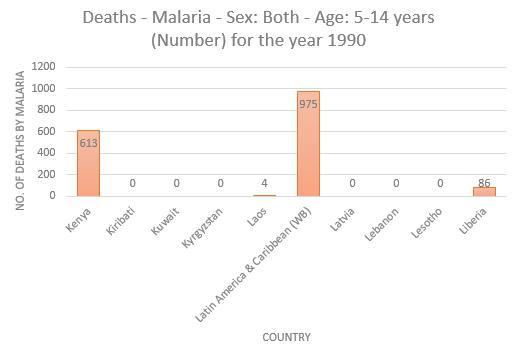 Deaths - Malaria - Sex: Both - Age: 5-14 years
(Number) for the year 1990
NO. OF DEATHS BY MALARIA
1200
1000
800
600
400
200
0
613
0
0
0
4
975
0
0
0
86
Kenya
Kiribati
Kuwait
Kyrgyzstan
Laos
Latin America & Caribbean (WB)
Latvia
Lebanon
Lesotho
Liberia
COUNTRY